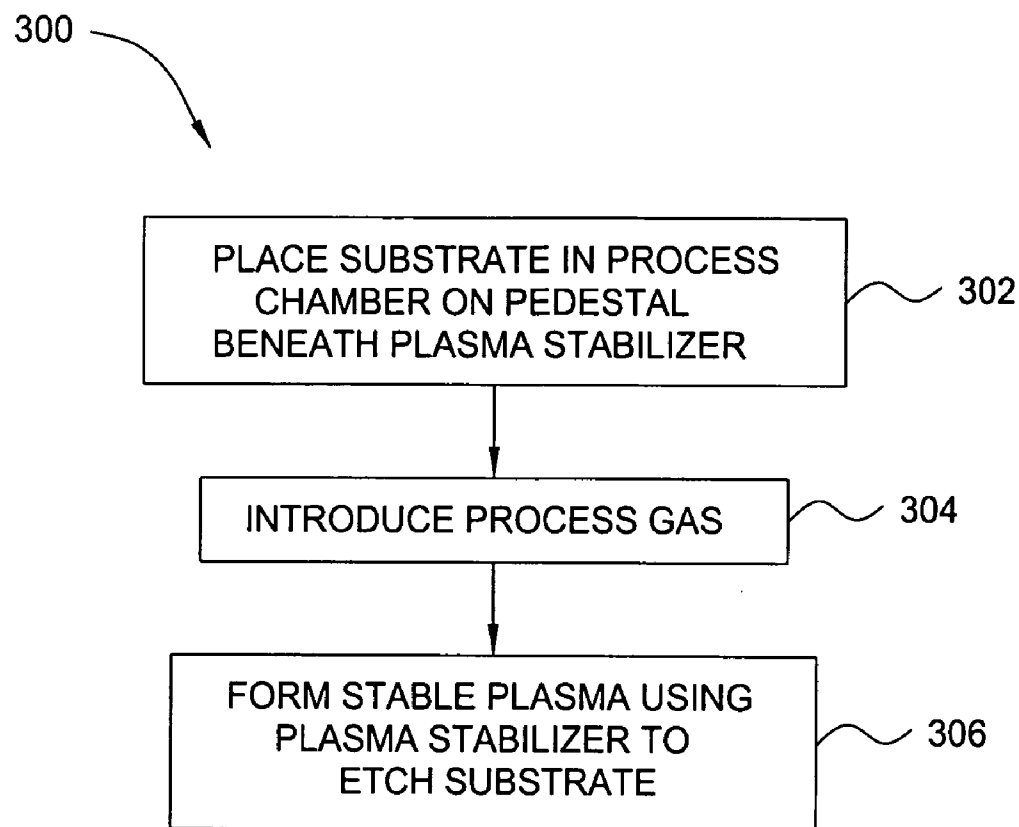 300
PLACE SUBSTRATE IN PROCESS
CHAMBER ON PEDESTAL
BENEATH PLASMA STABILIZER
302
INTRODUCE PROCESS GAS
304
FORM STABLE PLASMA USING
PLASMA STABILIZER TO
ETCH SUBSTRATE
306